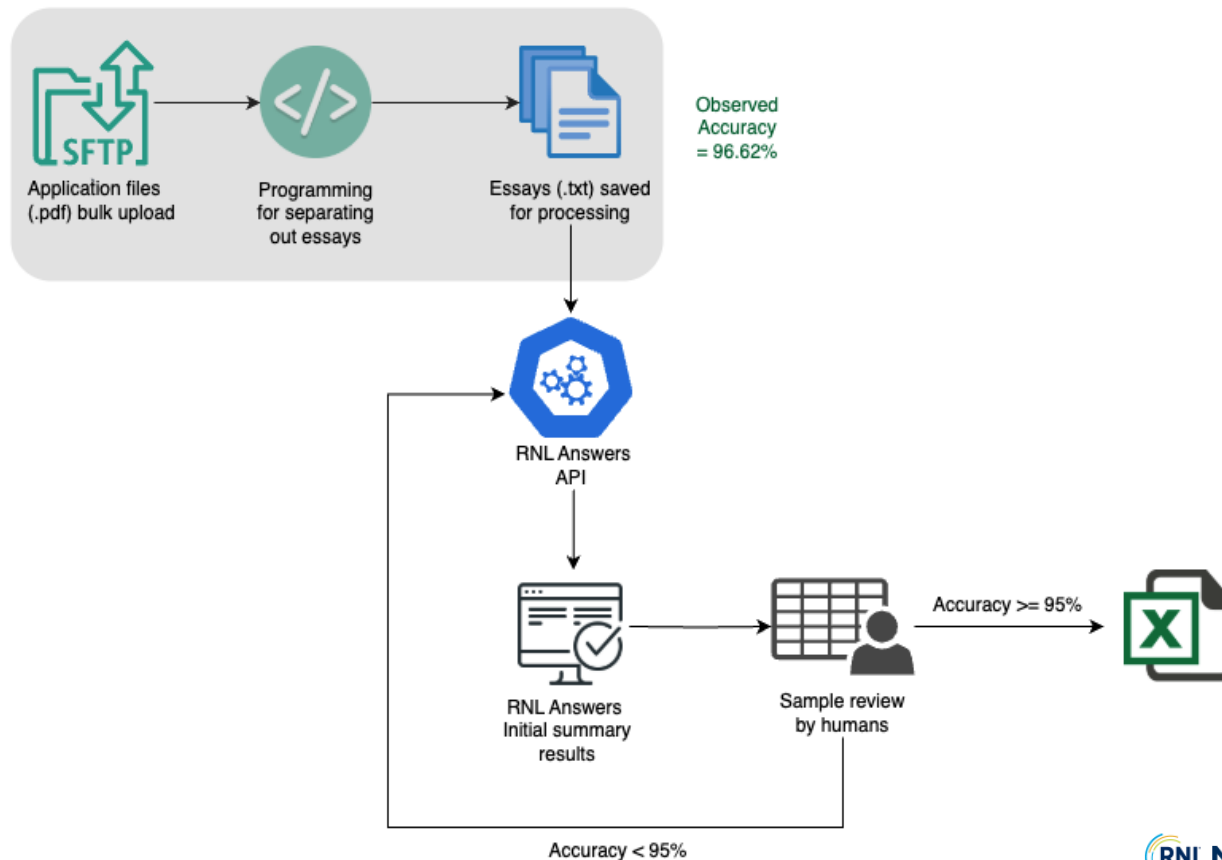 SFTP
Application files
(.pdf) bulk upload
</>
Programming
for separating
out essays
Essays (.txt) saved
for processing
Observed
Accuracy
= 96.62%
RNL Answers
API
RNL Answers
Initial summary
results
Sample review
by humans
Accuracy >= 95%
X
Accuracy < 95%
RNL N